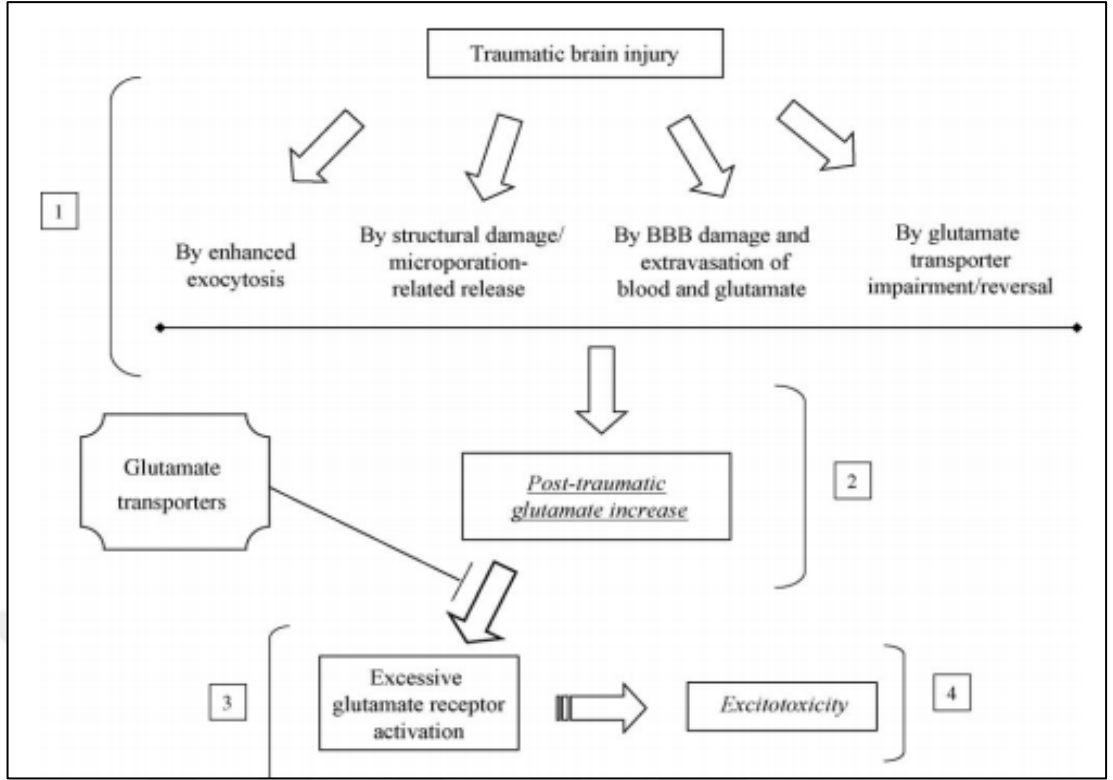 Traumatic brain injury
1
By enhanced
exocytosis
By structural damage/
microporation-
related release
By BBB damage and
extravasation of
blood and glutamate
By glutamate
transporter
impairment/reversal
Glutamate
transporters
Post-traumatic
glutamate increase
2
3
Excessive
glutamate receptor
activation
Excitotoxicity
4